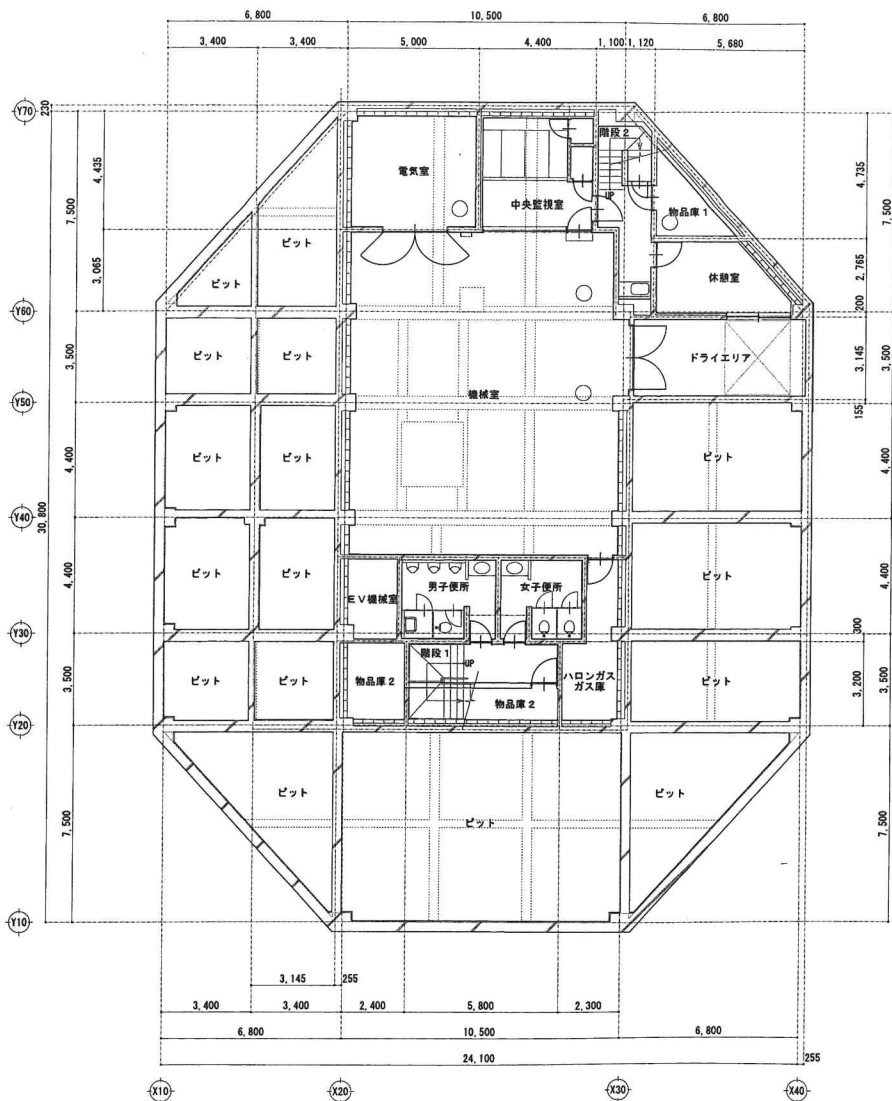 6,800
10,500
6,800
3,400
3,400
5,000
4,400
1,100
1,120
5,680
Y70
230
階段2
電気室
中央監視室
UP
物品庫1
4,435
4,735
7,500
7,500
ピット
ピット
休憩室
3,065
2,765
Y60
200
ピット
ピット
ドライエリア
3,500
3,145
3,500
機械室
Y50
155
ピット
ピット
ピット
4,400
4,400
30,800
Y40
ピット
ピット
ピット
4,400
4,400
EV機械室
男子便所
女子便所
Y30
300
ピット
ピット
物品庫2
階段1
UP
物品庫2
ハロンガス
ガス庫
ピット
3,500
3,200
3,500
Y20
ピット
ピット
ピット
7,500
7,500
Y10
3,145
255
3,400
3,400
2,400
5,800
2,300
6,800
10,500
6,800
24,100
255
X10
X20
X30
X40